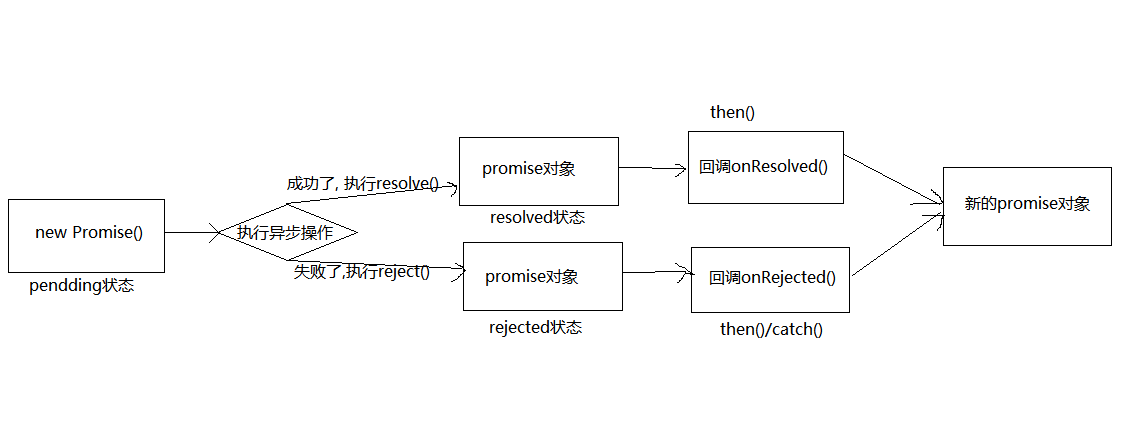 new Promise()
pendding状态
执行异步操作
成功了, 执行resolve()
失败了,执行reject()
promise对象
resolved状态
promise对象
rejected状态
then()
回调onResolved()
回调onRejected()
then()/catch()
新的promise对象